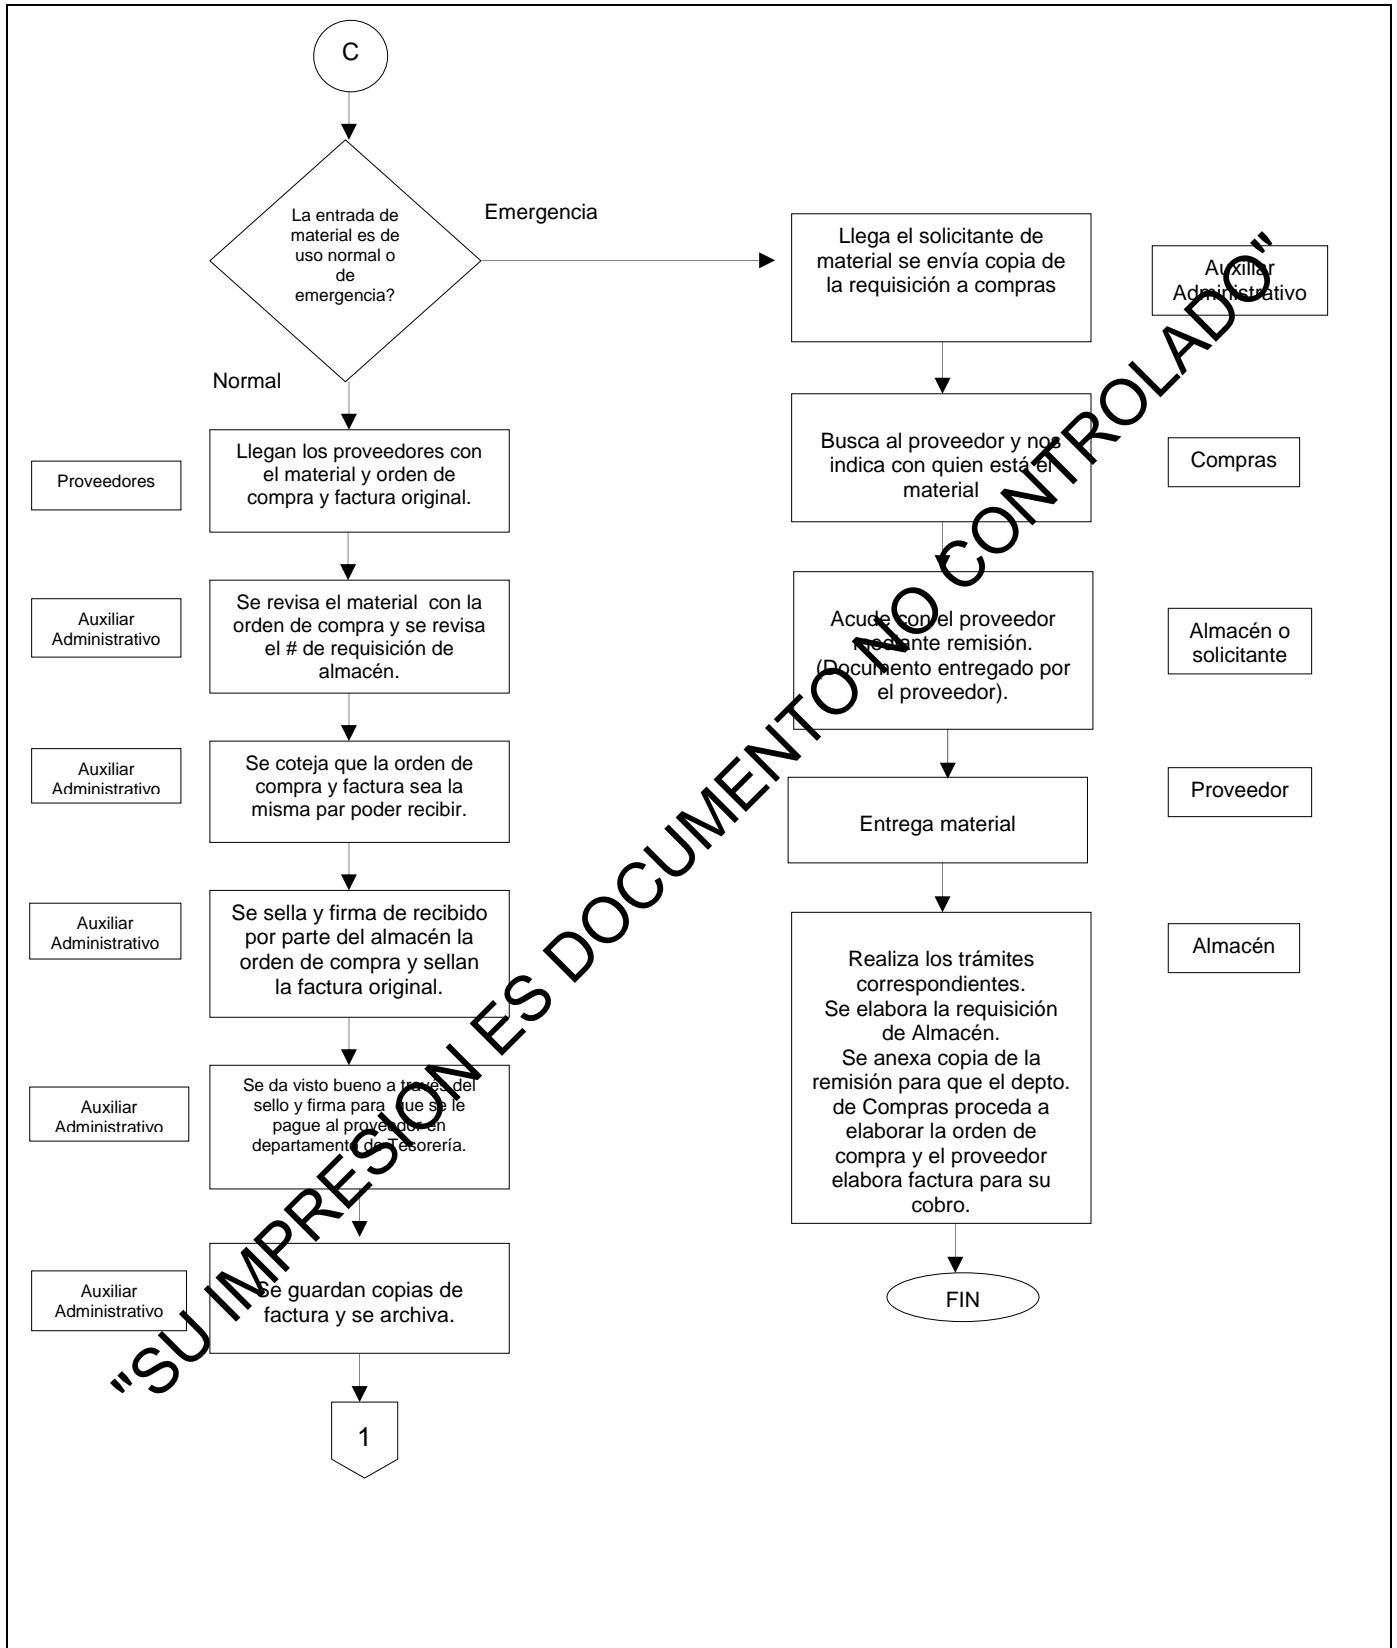 C
La entrada de
material es de
uso normal o
de
emergencia?
Emergencia
Normal
Proveedores
Llegan los proveedores con
el material y orden de
compra y factura original.
Auxiliar
Administrativo
Se revisa el material  con la
orden de compra y se revisa
el # de requisición de
almacén.
Auxiliar
Administrativo
Se coteja que la orden de
compra y factura sea la
misma par poder recibir.
Auxiliar
Administrativo
Se sella y firma de recibido
por parte del almacén la
orden de compra y sellan
la factura original.
Auxiliar
Administrativo
Se da visto bueno a través del
sello y firma para  que se le
pague al proveedor en
departamento de Tesorería.
Auxiliar
Administrativo
Se guardan copias de
factura y se archiva.
1
Llega el solicitante de
material se envía copia de
la requisición a compras
Auxiliar
Administrativo
Busca al proveedor y nos
indica con quien está el
material
Compras
Acude con el proveedor
mediante remisión.
(Documento entregado por
el proveedor).
Almacén o
solicitante
Entrega material
Proveedor
Realiza los trámites
correspondientes.
Se elabora la requisición
de Almacén.
Se anexa copia de la
remisión para que el depto.
de Compras proceda a
elaborar la orden de
compra y el proveedor
elabora factura para su
cobro.
Almacén
FIN
"SU IMPRESION ES DOCUMENTO NO CONTROLADO"